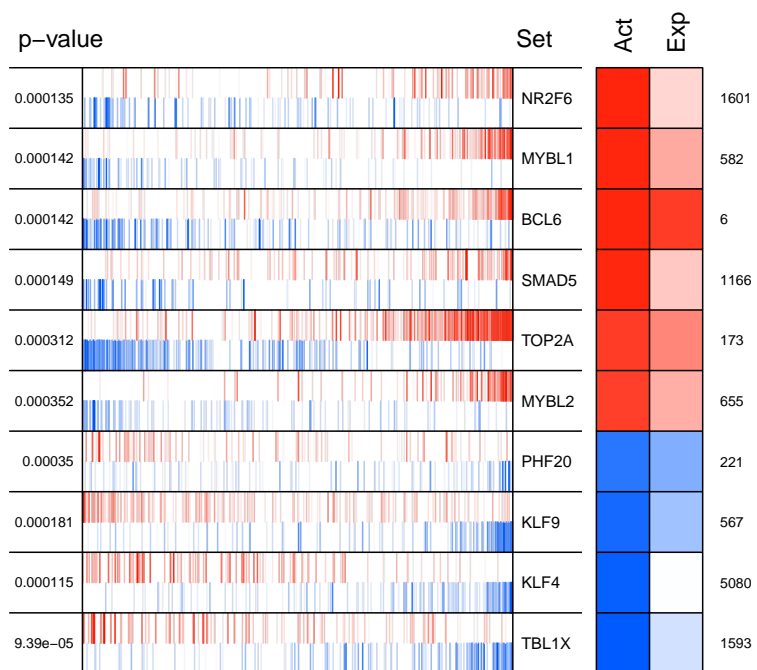 p−value Set Act Exp
0.000135 NR2F6 1601
0.000142 MYBL1 582
0.000142 BCL6 6
0.000149 SMAD5 1166
0.000312 TOP2A 173
0.000352 MYBL2 655
0.00035 PHF20 221
0.000181 KLF9 567
0.000115 KLF4 5080
9.39e−05 TBL1X 1593